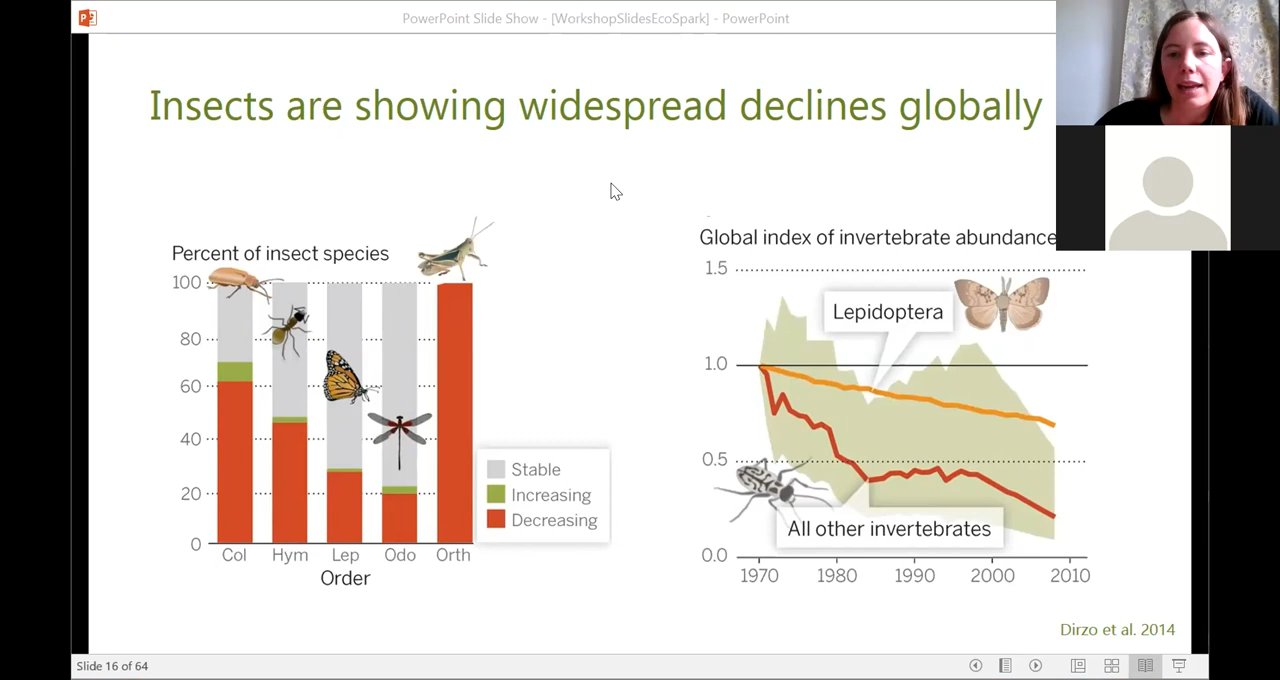 PowerPoint Slide Show - [WorkshopSlidesEcoSpark] - PowerPoint
Insects are showing widespread declines globally
Percent of insect species
100
80
60
40
20
0
Col Hym Lep Odo Orth
Order
Stable
Increasing
Decreasing
Global index of invertebrate abundance
1.5
1.0
0.5
0.0
Lepidoptera
All other invertebrates
1970 1980 1990 2000 2010
Dirzo et al. 2014
Slide 16 of 64